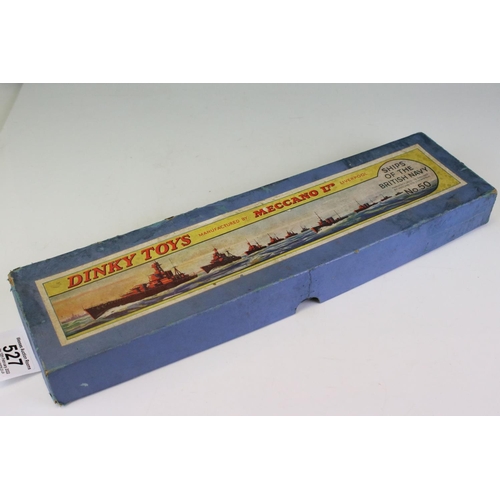 DINKY TOYS
MANUFACTURED BY
MECCANO LTD
LIVERPOOL
SHIPS
OF THE
BRITISH NAVY
No. 50
527